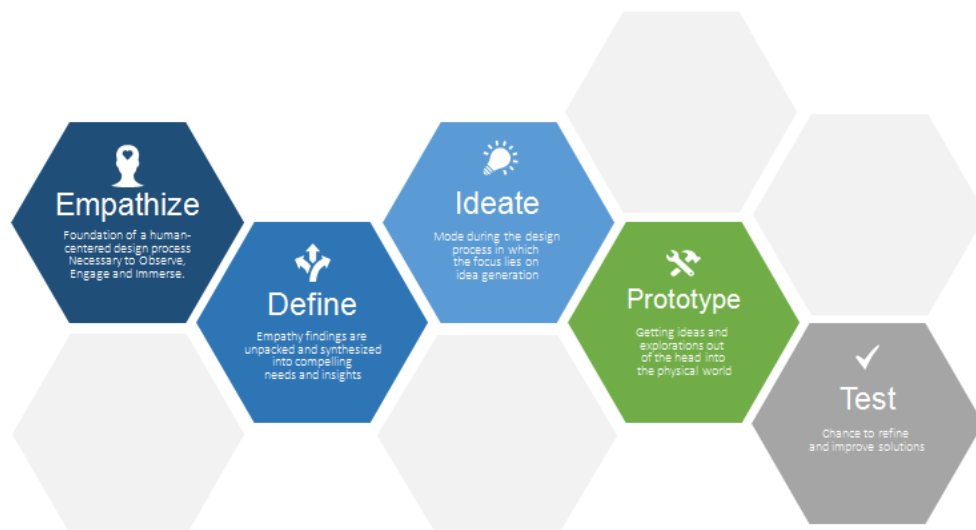 Empathize
Foundation of a human-
centered design process
Necessary to Observe,
Engage and Immerse.
Define
Empathy findings are
unpacked and synthesized
into compelling
needs and insights
Ideate
Mode during the design
process in which
the focus lies on
idea generation
Prototype
Getting ideas and
explorations out
of the head into
the physical world
Test
Chance to refine
and improve solutions